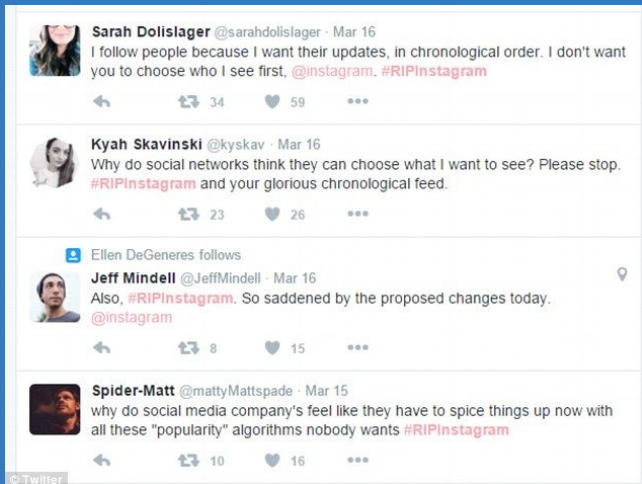 Sarah Dolislager @sarahdolislager · Mar 16
I follow people because I want their updates, in chronological order. I don't want
you to choose who I see first, @instagram. #RIPInstagram
34 59
Kyah Skavinski @kyskav · Mar 16
Why do social networks think they can choose what I want to see? Please stop.
#RIPInstagram and your glorious chronological feed.
23 26
Ellen DeGeneres follows
Jeff Mindell @JeffMindell · Mar 16
Also, #RIPInstagram. So saddened by the proposed changes today.
@instagram
8 15
Spider-Matt @mattyMattspade · Mar 15
why do social media company's feel like they have to spice things up now with
all these "popularity" algorithms nobody wants #RIPInstagram
10 16
© Twitter